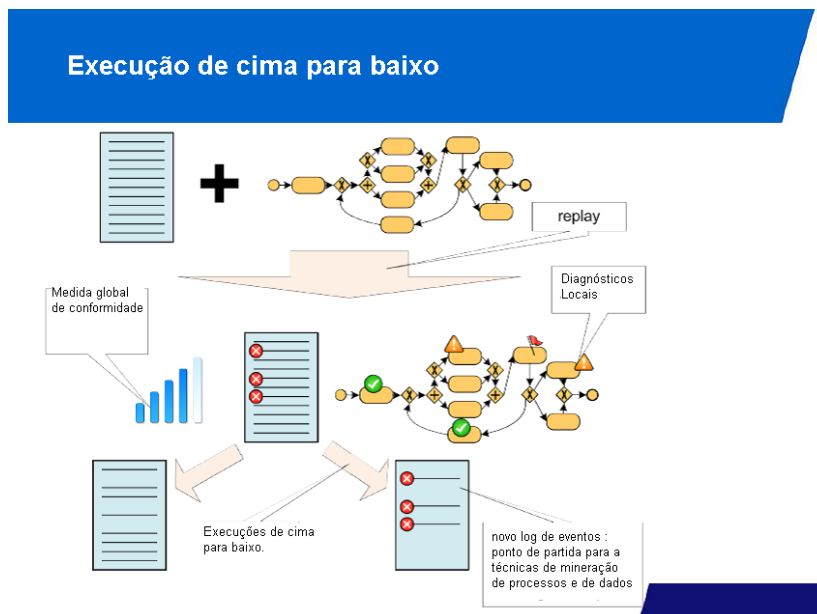 Execução de cima para baixo
replay
Medida global
de conformidade
Diagnósticos
Locais
Execuções de cima
para baixo.
novo log de eventos :
ponto de partida para a
técnicas de mineração
de processos e de dados